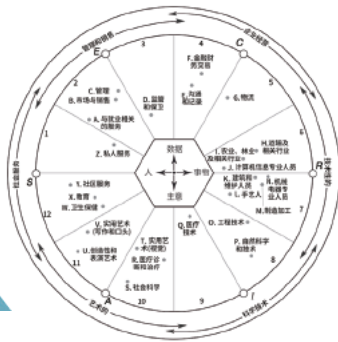 管理和销售
企业经营
社会服务
技术性的
艺术的
科学技术
E
C
S
R
A
I
1
2
3
4
5
6
7
8
9
10
11
12
F. 金融财
务交易
E. 沟通
和记录
G. 物流
C. 管理
B. 市场与销售
D. 监管
和保卫
A. 与就业相关
的服务
Z. 私人服务
数据
人
事物
主意
H. 运输及
相关行业
I. 农业、林业
及相关行业
J. 计算机信息专业人员
K. 建筑和
维护人员
L. 手艺人
N. 机械
电器专
业人员
M. 制造加工
Y. 社区服务
X. 教育
W. 卫生保健
V. 实用艺术
(写作和口头)
U. 创造性和
表演艺术
T. 实用艺
术(视觉)
Q. 医疗
技术
R. 医疗诊
断和治疗
S. 社会科学
O. 工程技术
P. 自然科学
和技术